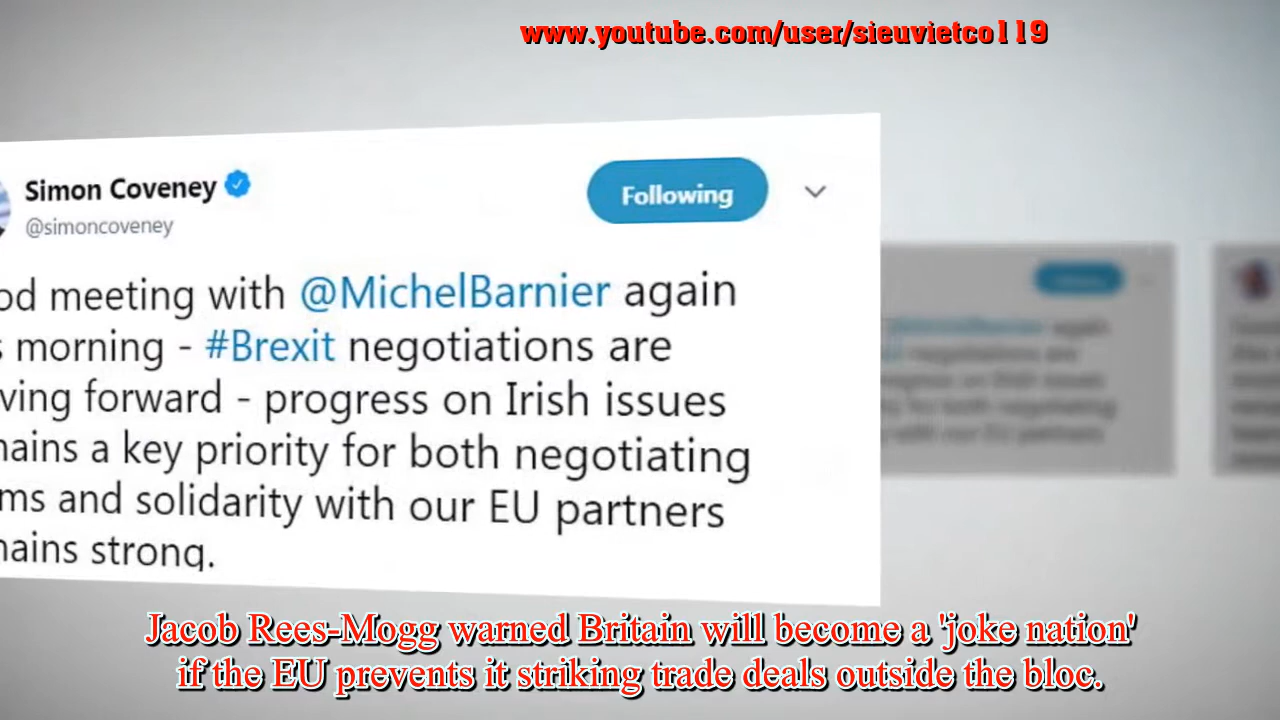 www.youtube.com/user/sieuvietco119
Simon Coveney
Following
@simoncoveney
od meeting with @MichelBarnier again
s morning - #Brexit negotiations are
ving forward - progress on Irish issues
nains a key priority for both negotiating
ms and solidarity with our EU partners
nains strong.
Jacob Rees-Mogg warned Britain will become a 'joke nation'
if the EU prevents it striking trade deals outside the bloc.